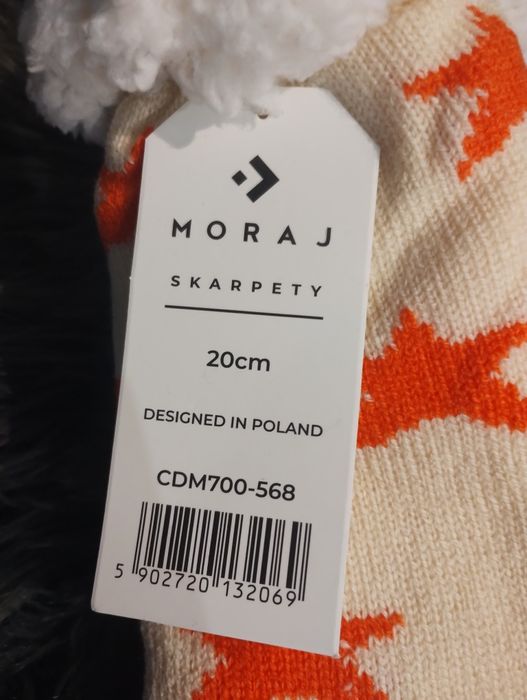 MORAJ
SKARPETY
20cm
DESIGNED IN POLAND
CDM700-568
5 902720 132069